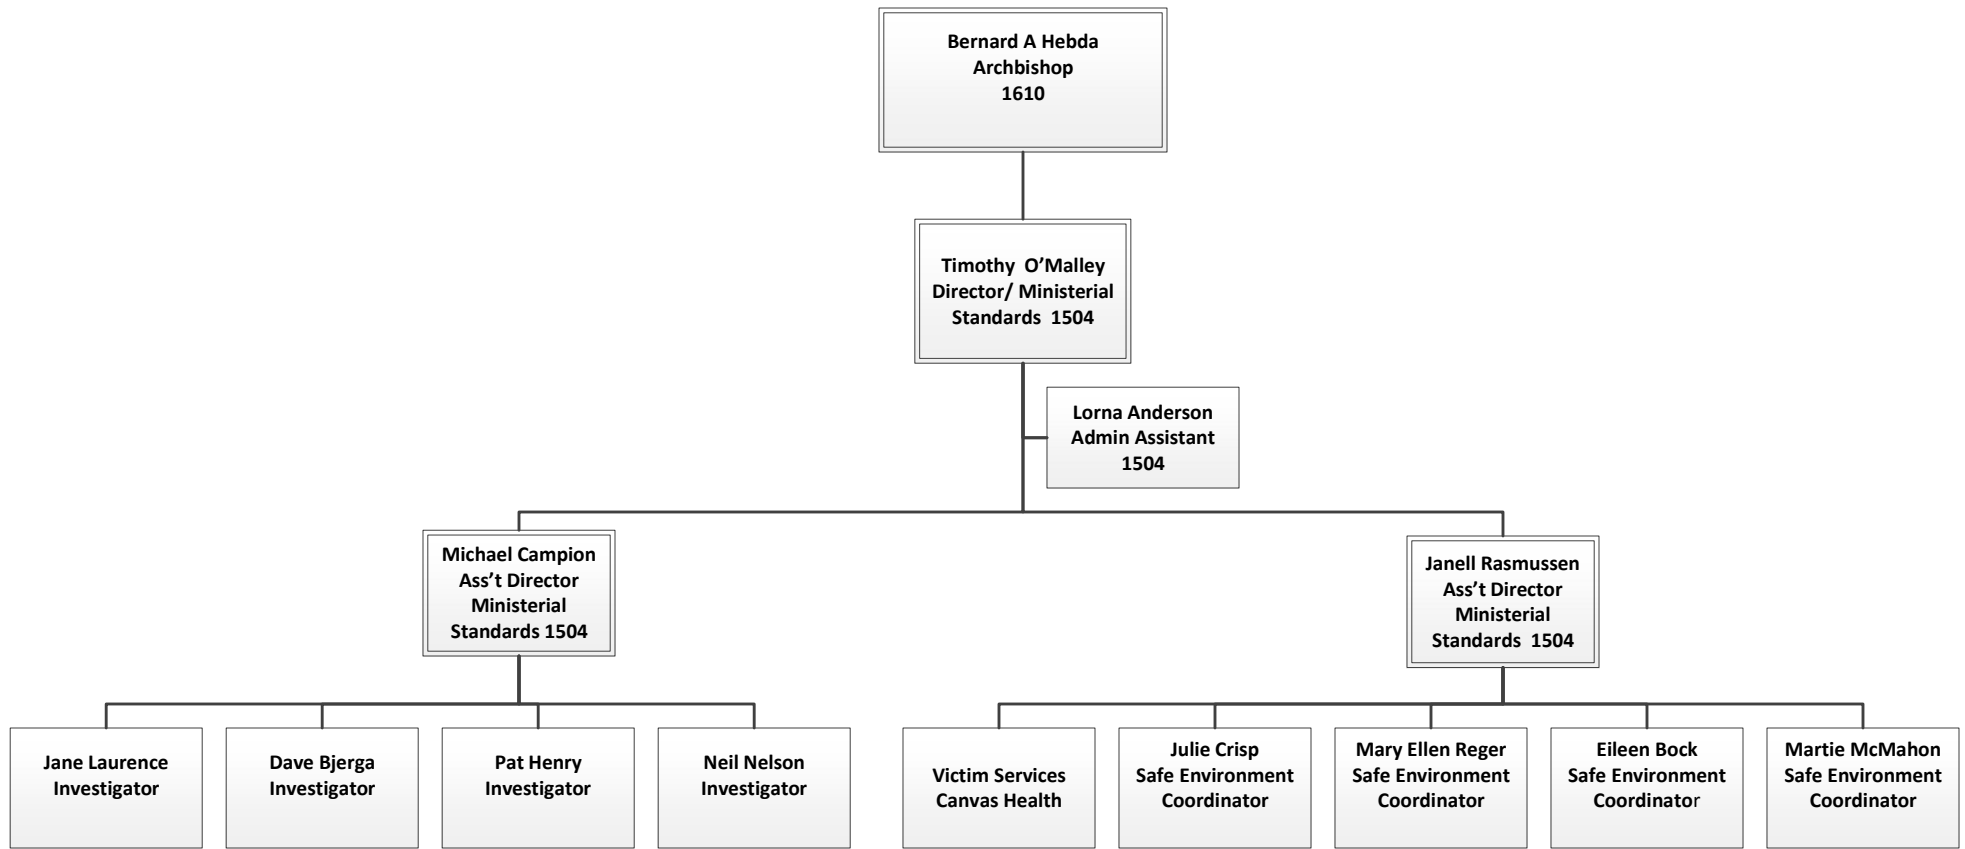 Bernard A Hebda
Archbishop
1610
Timothy  O’Malley
Director/ Ministerial
Standards  1504
Lorna Anderson
Admin Assistant
1504
Michael Campion
Ass’t Director
Ministerial
Standards 1504
Janell Rasmussen
Ass’t Director
Ministerial
Standards  1504
Jane Laurence
Investigator
Dave Bjerga
Investigator
Pat Henry
Investigator
Neil Nelson
Investigator
Victim Services
Canvas Health
Julie Crisp
Safe Environment
Coordinator
Mary Ellen Reger
Safe Environment
Coordinator
Eileen Bock
Safe Environment
Coordinator
Martie McMahon
Safe Environment
Coordinator